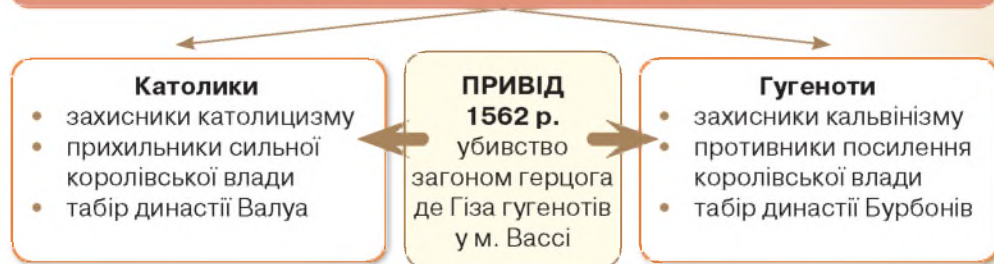 Католики
• захисники католицизму
• прихильники сильної
королівської влади
• табір династії Валуа
ПРИВІД
1562 р.
убивство
загоном герцога
де Гіза гугенотів
у м. Вассі
Гугеноти
• захисники кальвінізму
• противники посилення
королівської влади
• табір династії Бурбонів